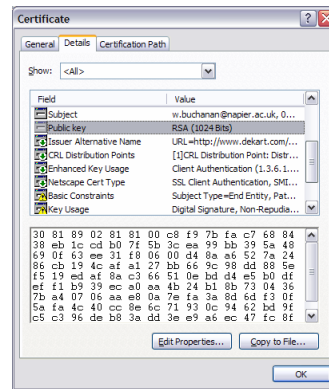 Certificate
General Details Certification Path
Show: <All>
Field Value
Subject w.buchanan@napier.ac.uk, 0...
Public key RSA (1024 Bits)
Issuer Alternative Name URL=http://www.dekart.com/...
CRL Distribution Points [1]CRL Distribution Point: Distr...
Enhanced Key Usage Client Authentication (1.3.6.1....
Netscape Cert Type SSL Client Authentication, SMI...
Basic Constraints Subject Type=End Entity, Pat...
Key Usage Digital Signature, Non-Repudia...
30 81 89 02 81 81 00 c8 f9 7b fa c7 68 84
38 eb 1c cd b0 7f 5b 3c ea 99 bb 39 5a 48
69 0f 63 ee 31 f8 06 00 d4 8a a6 52 7a 24
86 cb 19 4c af a1 27 bb 66 9c 98 dd 88 5e
f5 19 ed af 8a c3 66 51 0e bd d4 e5 b0 df
ef f1 b9 39 ec a0 aa 4b 24 b1 8b 73 04 36
7b a4 07 06 aa e8 0a 7e fa 3a 8d 6d f3 0f
5a fa 4c 40 cc 8e 6c 71 93 0c 94 62 bd 9f
c5 c3 96 de b8 3a dd 3e e9 a6 ec 47 fc 8f
Edit Properties... Copy to File...
OK